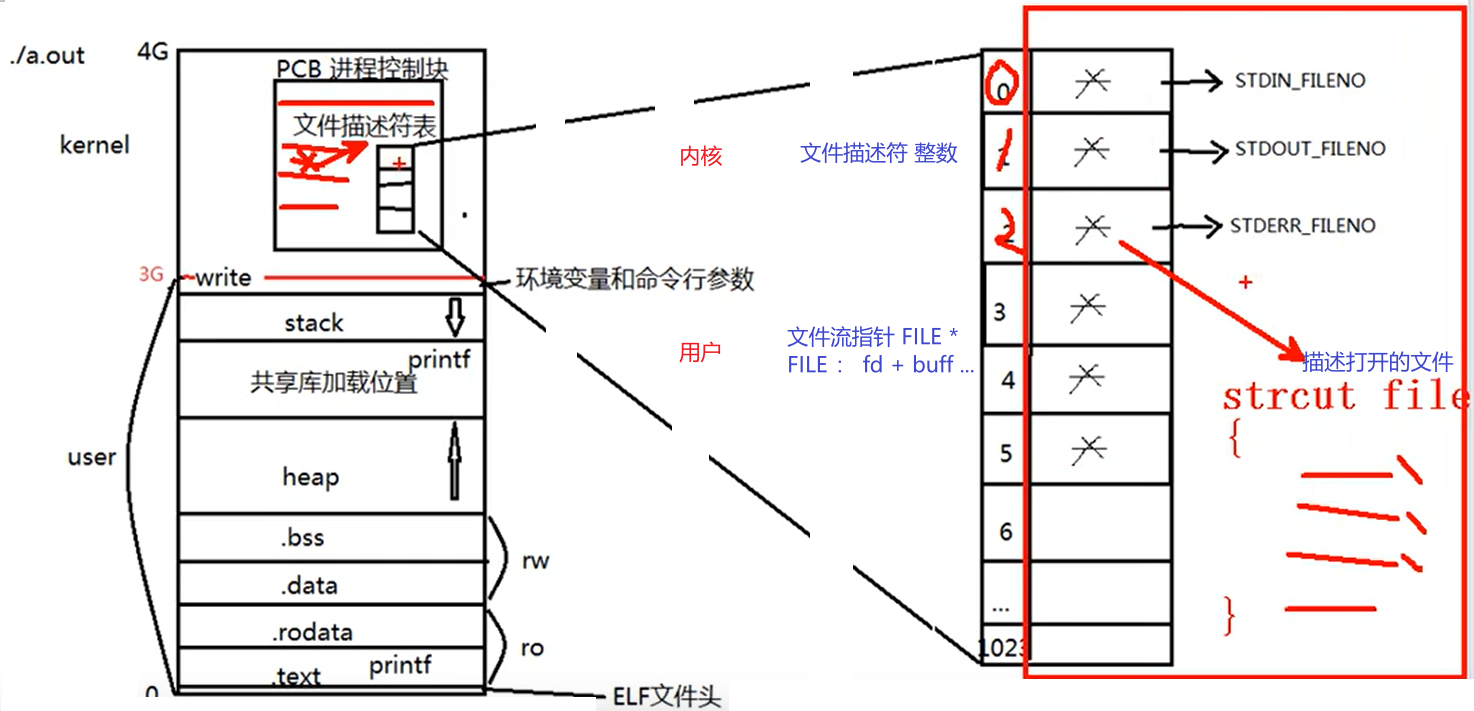 ./a.out
4G
PCB 进程控制块
文件描述符表
kernel
3G
write
环境变量和命令行参数
stack
printf
共享库加载位置
user
heap
.bss
.data
rw
.rodata
.text
printf
ro
0
ELF文件头
内核
文件描述符 整数
用户
文件流指针 FILE *
FILE : fd + buff ...
0
STDIN_FILENO
1
STDOUT_FILENO
2
STDERR_FILENO
3
4
5
6
...
1023
描述打开的文件
strcut file
{
}